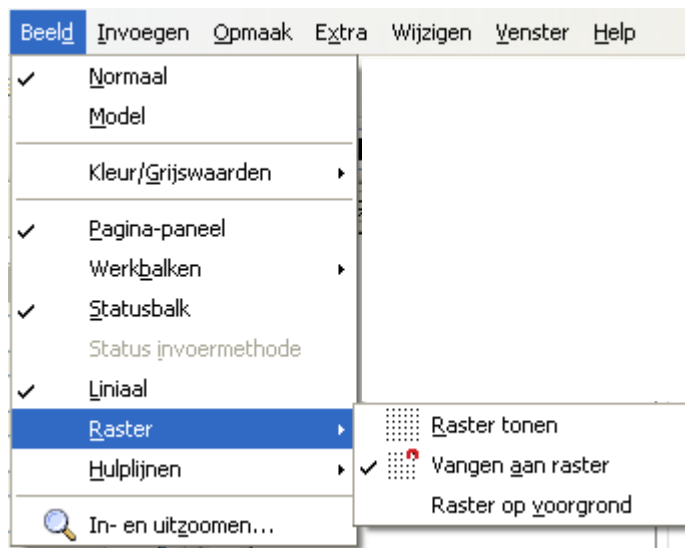 Beeld Invoegen Opmaak Extra Wijzigen Venster Help
Normaal
Model
Kleur/Grijswaarden
Pagina-paneel
Werkbalken
Statusbalk
Status invoermethode
Liniaal
Raster
Raster tonen
Hulplijnen
Vangen aan raster
Raster op voorgrond
In- en uitzoomen...